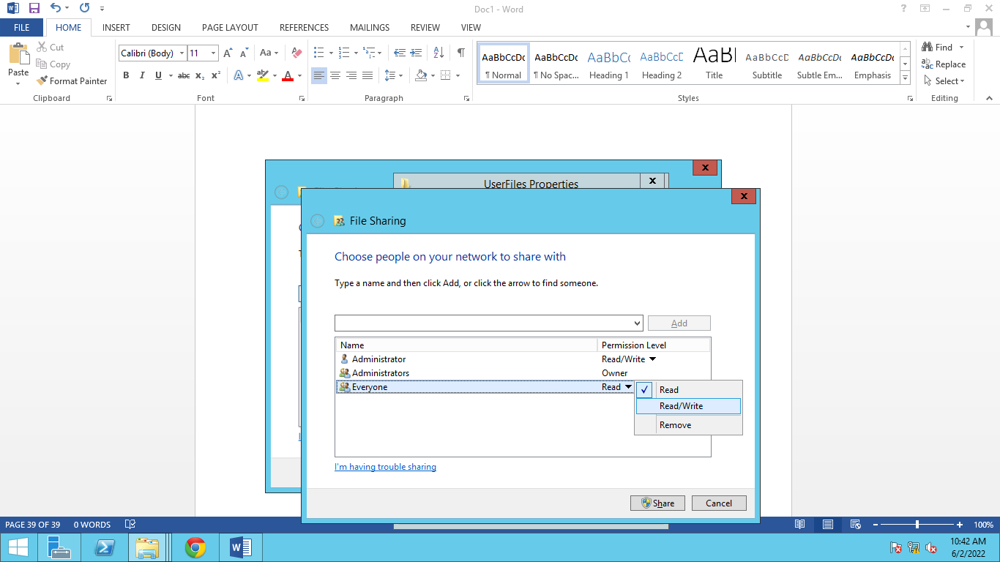 Doc1 - Word
?
FILE HOME INSERT DESIGN PAGE LAYOUT REFERENCES MAILINGS REVIEW VIEW
Paste
Cut
Copy
Format Painter
Clipboard
Calibri (Body) 11
B I U abc x₂ x²
Font
Paragraph
AaBbCcDc AaBbCcDc AaBbCc AaBbCcD AaBl AaBbCcD AaBbCcDc AaBbCcDc
¶ Normal ¶ No Spac... Heading 1 Heading 2 Title Subtitle Subtle Em... Emphasis
Styles
Find
Replace
Select
Editing
UserFiles Properties
File Sharing
Choose people on your network to share with
Type a name and then click Add, or click the arrow to find someone.
Add
Name Permission Level
Administrator Read/Write
Administrators Owner
Everyone Read
Read
Read/Write
Remove
I'm having trouble sharing
Share Cancel
PAGE 39 OF 39 0 WORDS 100%
10:42 AM
6/2/2022